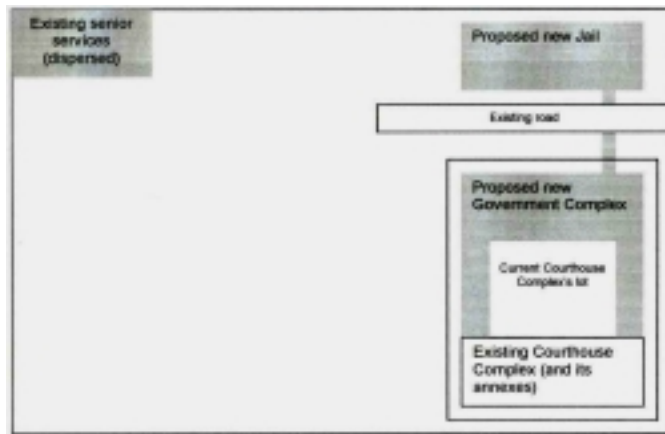 Existing senior
services
(dispersed)
Proposed new Jail
Existing road
Proposed new
Government Complex
Current Courthouse
Complex's lot
Existing Courthouse
Complex (and its
annexes)